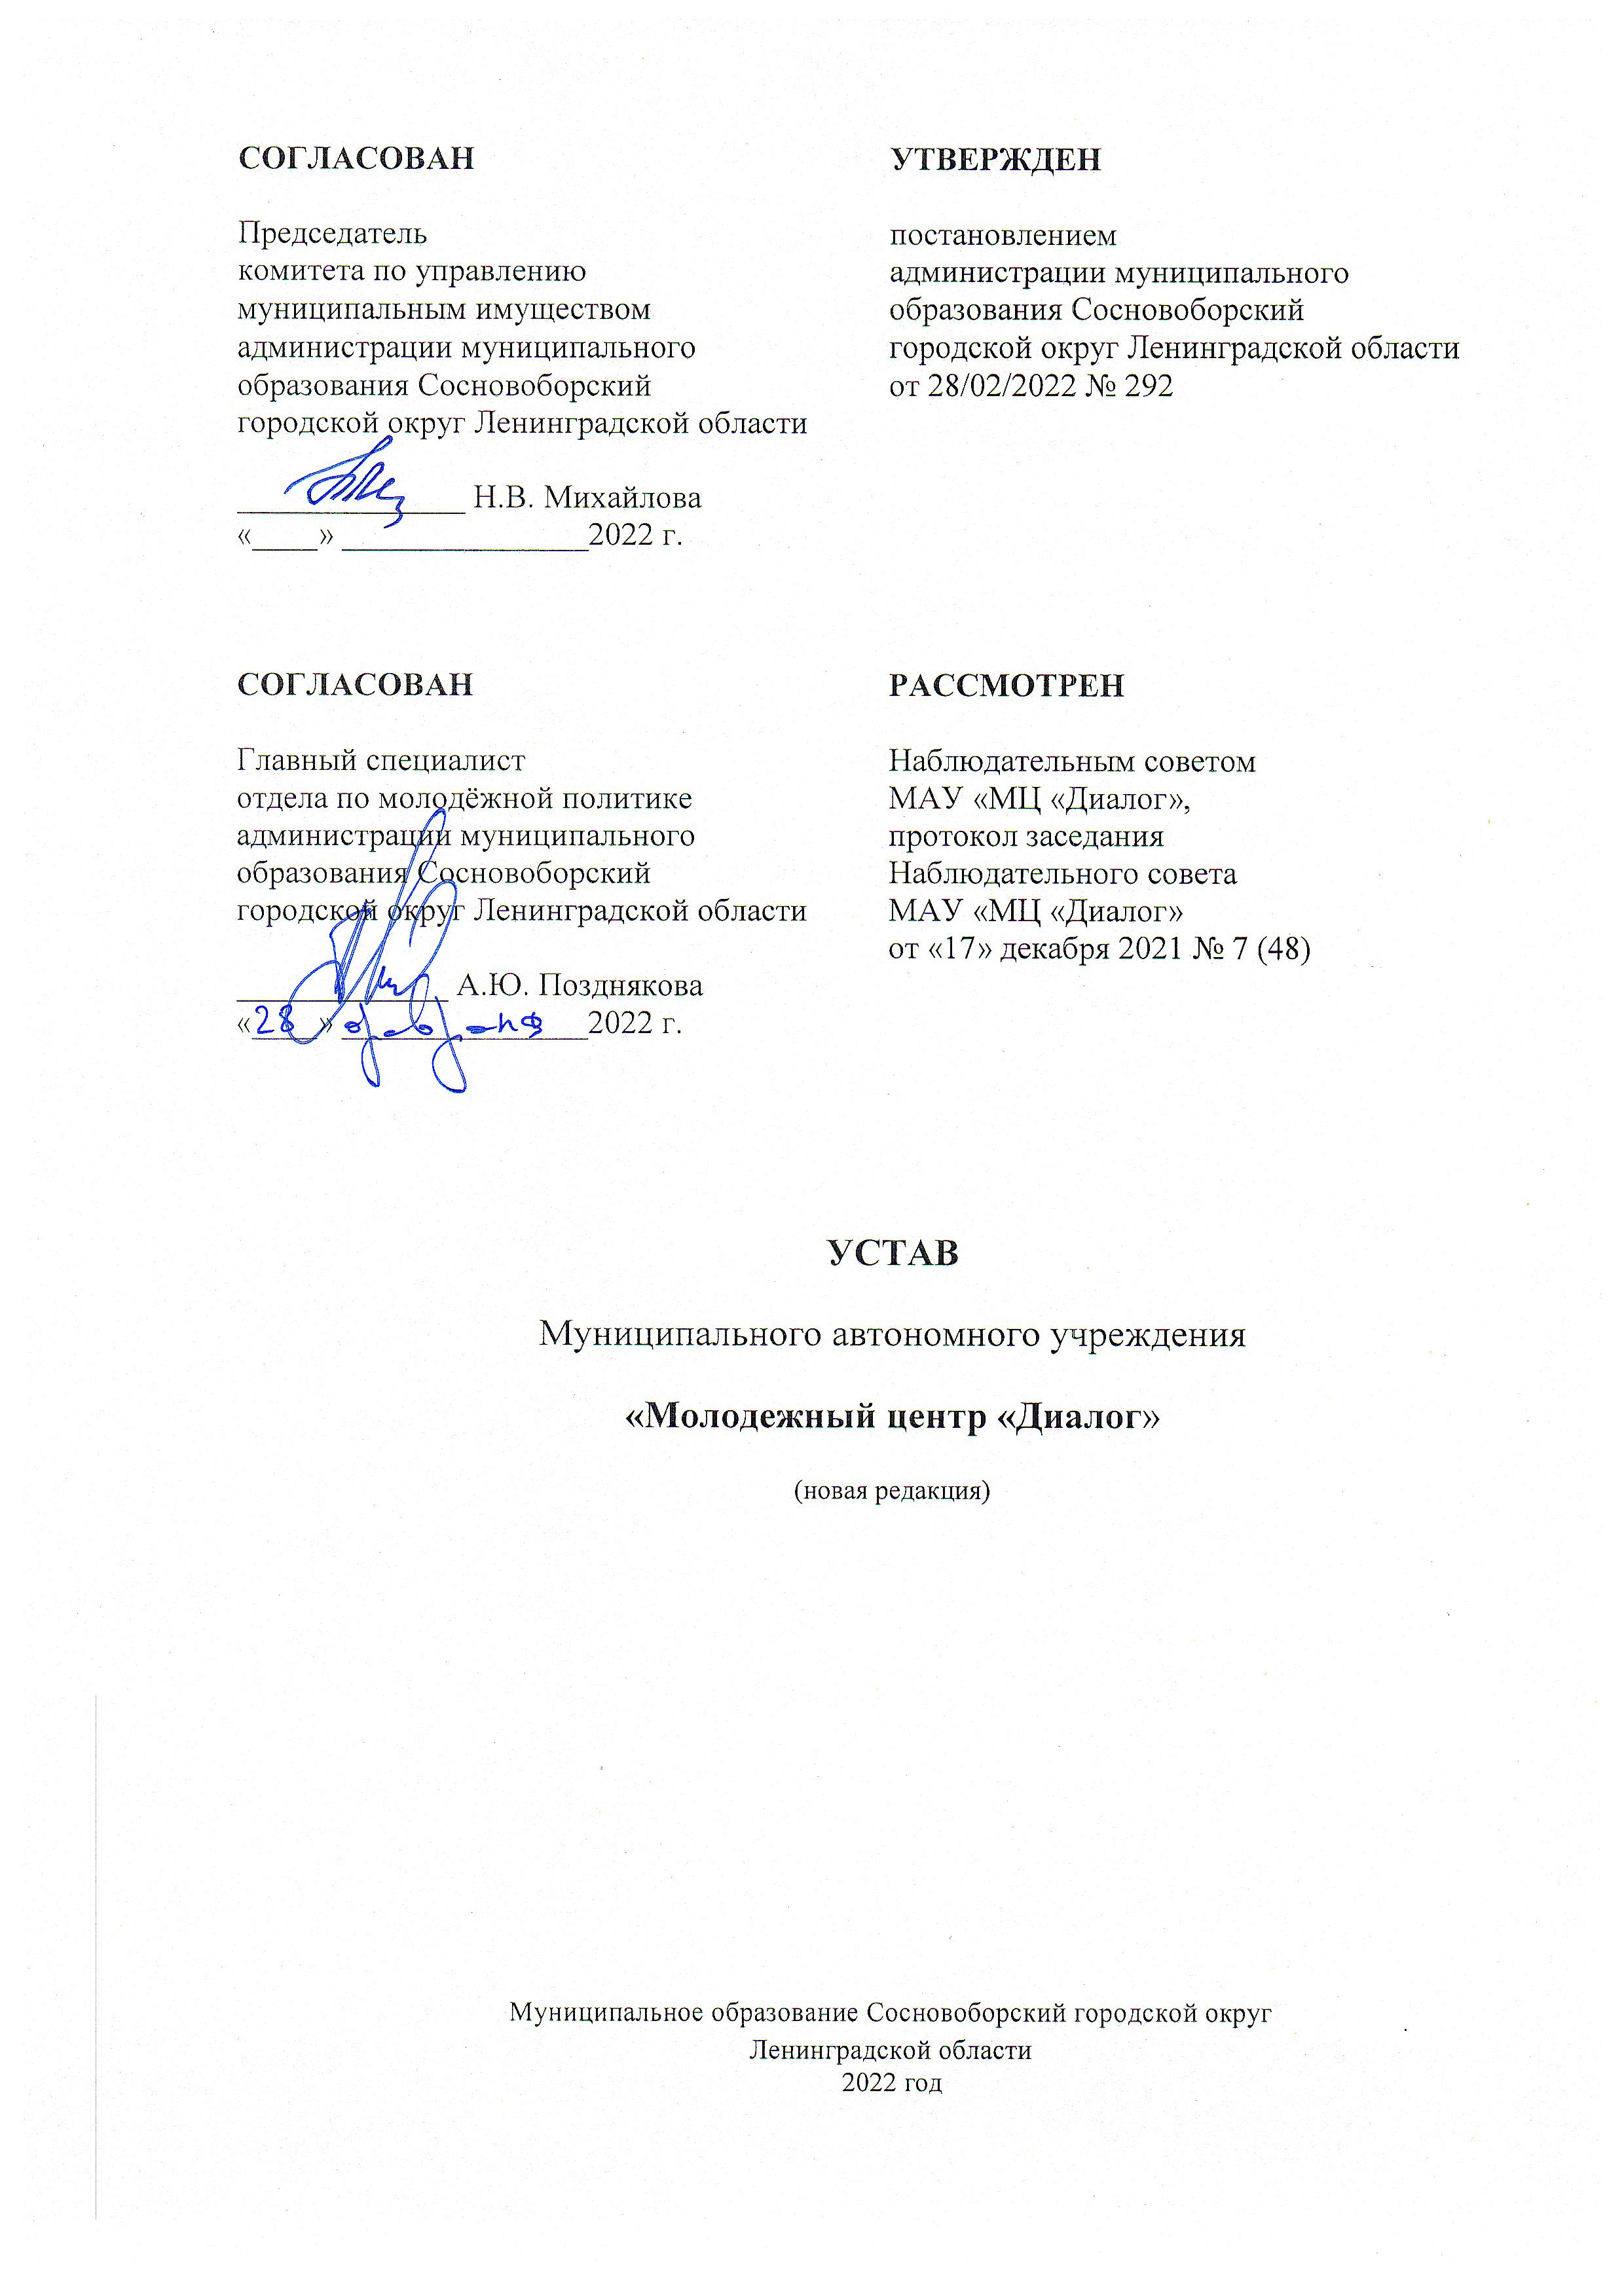 СОГЛАСОВАН
Председатель
комитета по управлению
муниципальным имуществом
администрации муниципального
образования Сосновоборский
городской округ Ленинградской области
______________ Н.В. Михайлова
«____» _______________2022 г.
УТВЕРЖДЕН
постановлением
администрации муниципального
образования Сосновоборский
городской округ Ленинградской области
от 28/02/2022 № 292
СОГЛАСОВАН
Главный специалист
отдела по молодёжной политике
администрации муниципального
образования Сосновоборский
городской округ Ленинградской области
_____________ А.Ю. Позднякова
«28» февраля 2022 г.
РАССМОТРЕН
Наблюдательным советом
МАУ «МЦ «Диалог»,
протокол заседания
Наблюдательного совета
МАУ «МЦ «Диалог»
от «17» декабря 2021 № 7 (48)
УСТАВ
Муниципального автономного учреждения
«Молодежный центр «Диалог»
(новая редакция)
Муниципальное образование Сосновоборский городской округ
Ленинградской области
2022 год